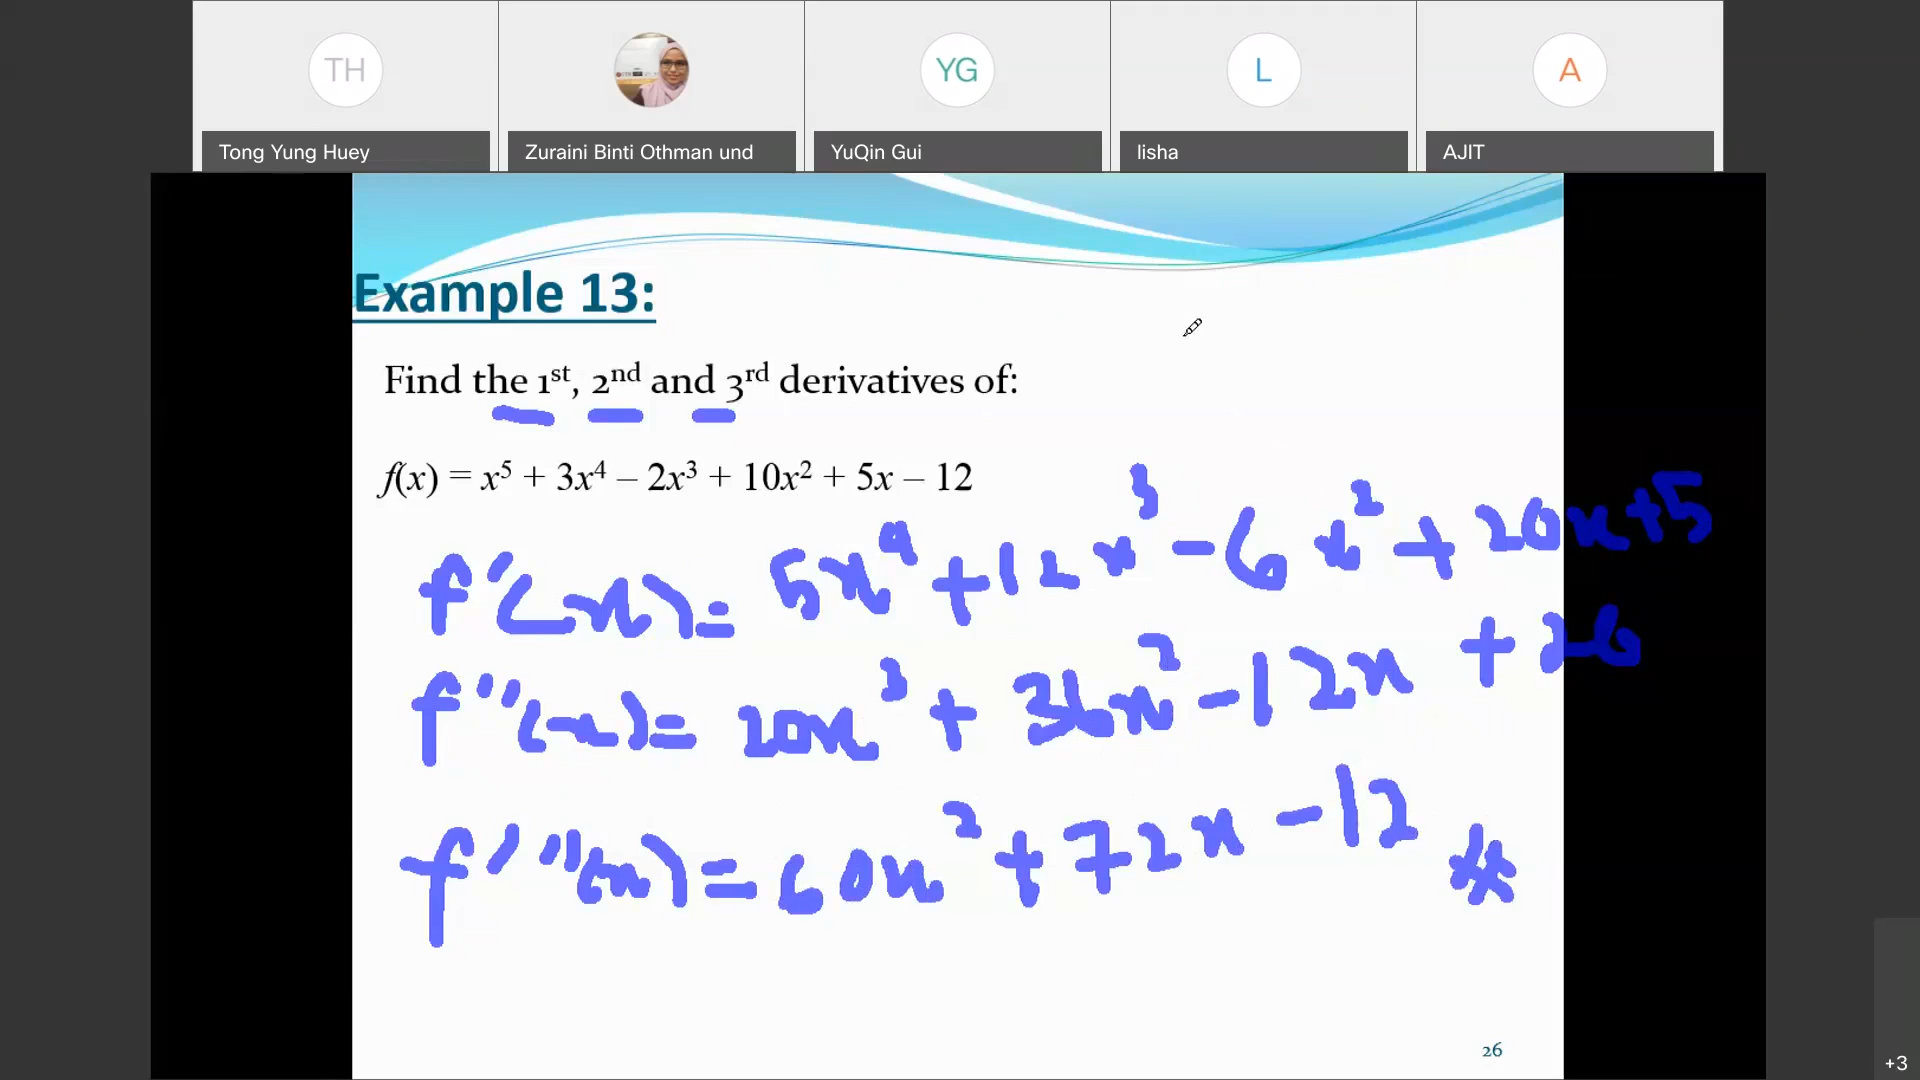 TH
YG
L
A
Tong Yung Huey
Zuraini Binti Othman und
YuQin Gui
lisha
AJIT
Example 13:
Find the 1st, 2nd and 3rd derivatives of:
f(x) = x⁵ + 3x⁴ – 2x³ + 10x² + 5x – 12
f'(x) = 5x⁴ + 12x³ - 6x² + 20x + 5
f''(x) = 20x³ + 36x² - 12x + 20
f'''(x) = 60x² + 72x - 12
26
+3